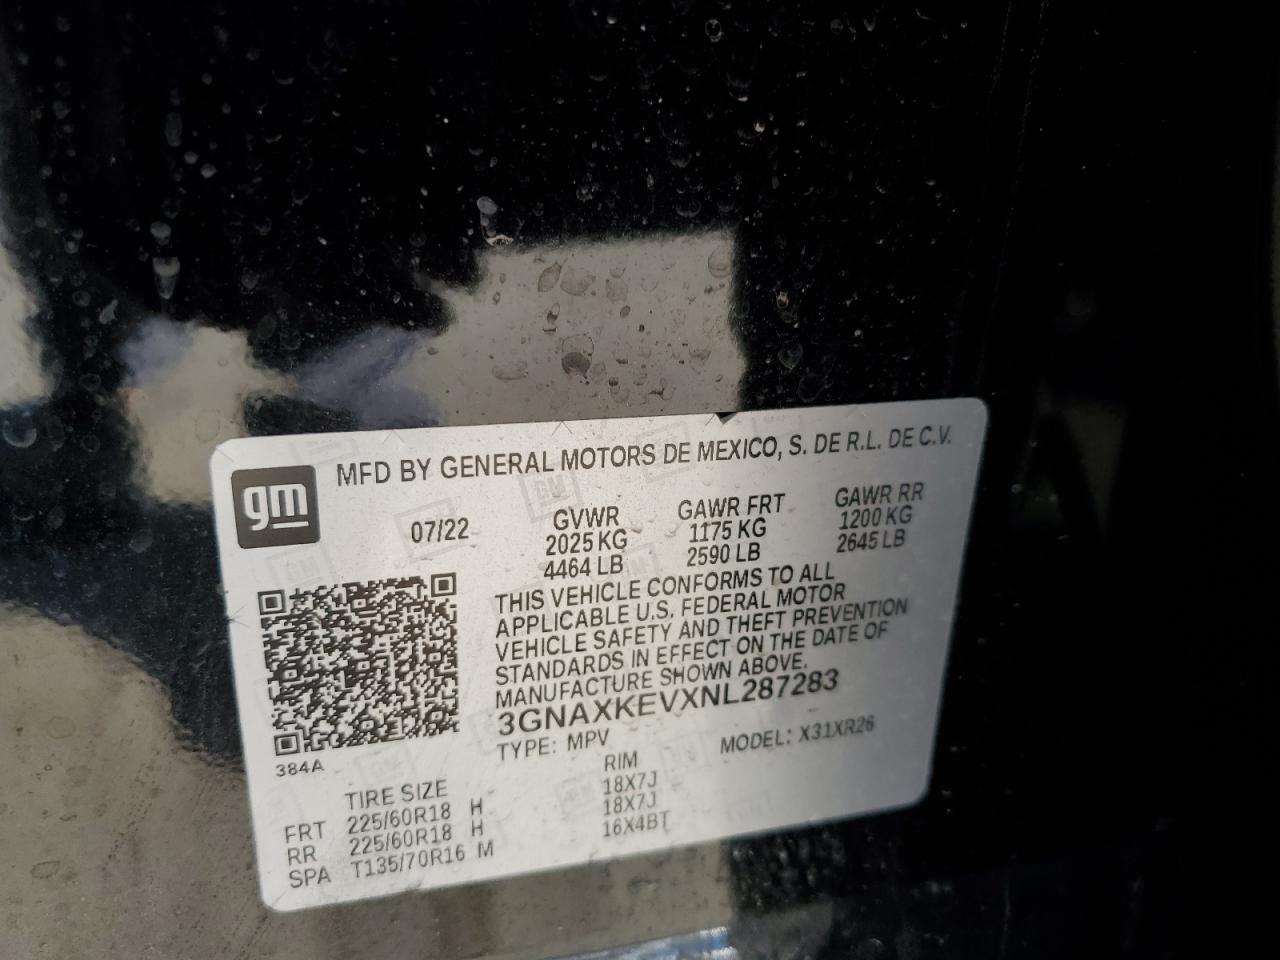 gm
MFD BY GENERAL MOTORS DE MEXICO, S. DE R.L. DE C.V.
07/22
GVWR
2025 KG
4464 LB
GAWR FRT
1175 KG
2590 LB
GAWR RR
1200 KG
2645 LB
THIS VEHICLE CONFORMS TO ALL
APPLICABLE U.S. FEDERAL MOTOR
VEHICLE SAFETY AND THEFT PREVENTION
STANDARDS IN EFFECT ON THE DATE OF
MANUFACTURE SHOWN ABOVE.
3GNAXKEVXNL287283
TYPE: MPV MODEL: X31XR26
384A
TIRE SIZE RIM
FRT 225/60R18 H 18X7J
RR 225/60R18 H 18X7J
SPA T135/70R16 M 16X4BT